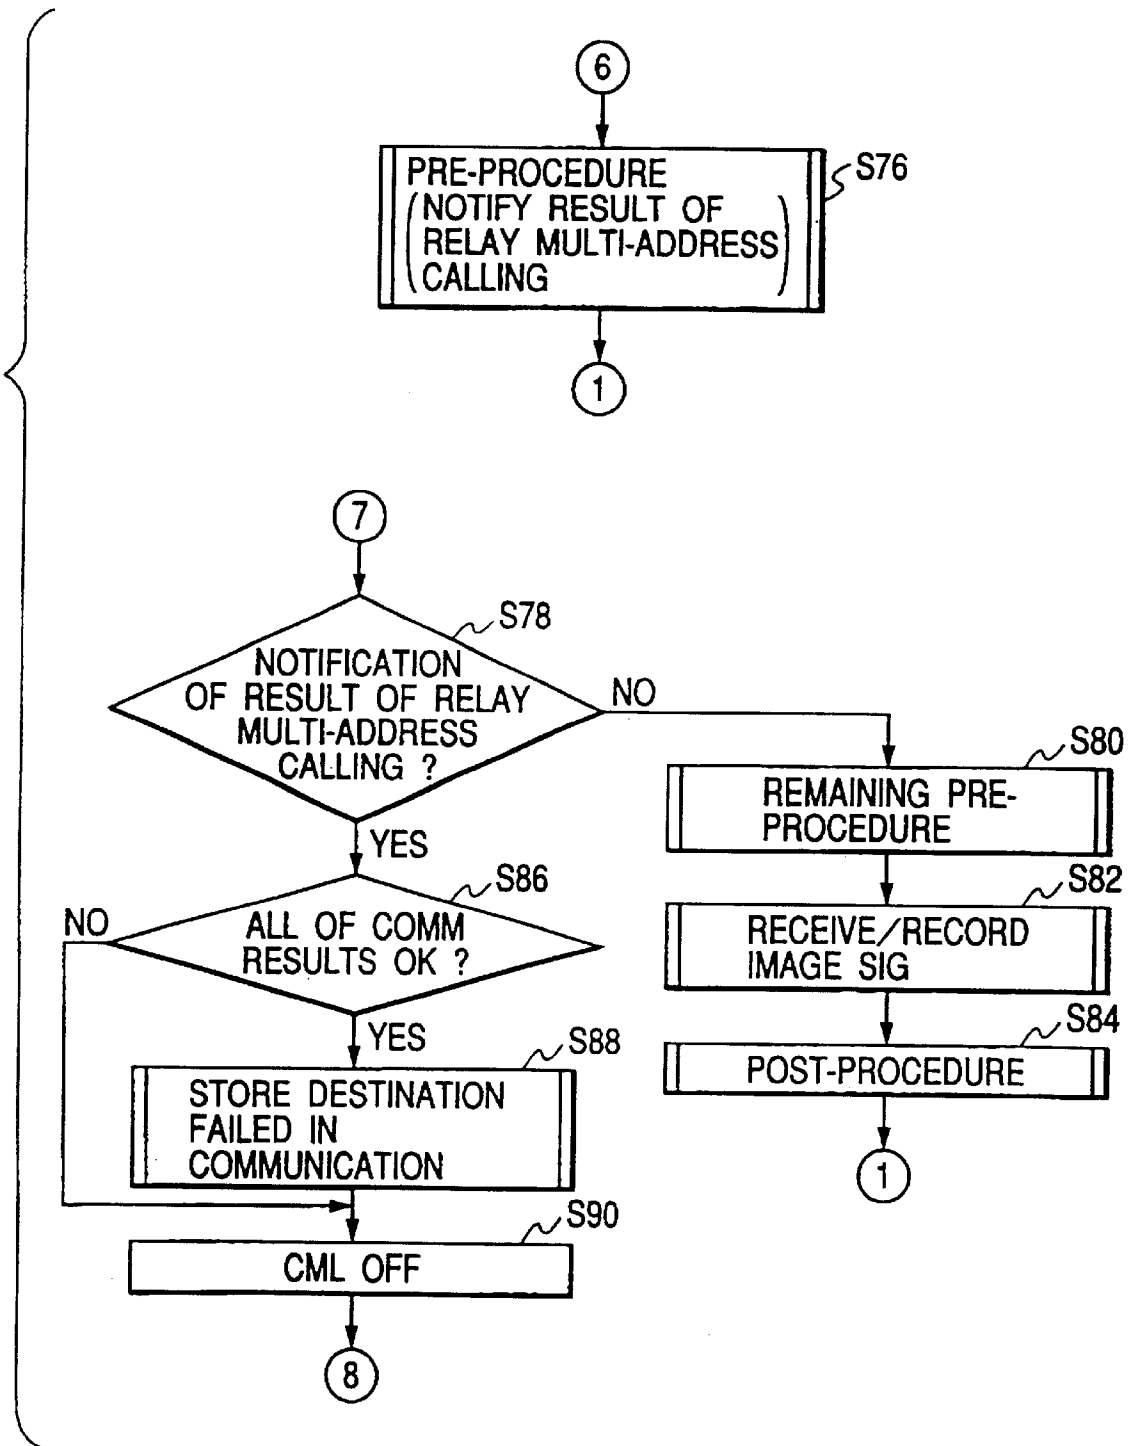 6
S76
PRE-PROCEDURE
(NOTIFY RESULT OF
RELAY MULTI-ADDRESS
CALLING)
1
7
S78
NOTIFICATION
OF RESULT OF RELAY
MULTI-ADDRESS
CALLING ?
NO
YES
S80
REMAINING PRE-
PROCEDURE
S82
RECEIVE/RECORD
IMAGE SIG
S84
POST-PROCEDURE
1
S86
ALL OF COMM
RESULTS OK ?
NO
YES
S88
STORE DESTINATION
FAILED IN
COMMUNICATION
S90
CML OFF
8